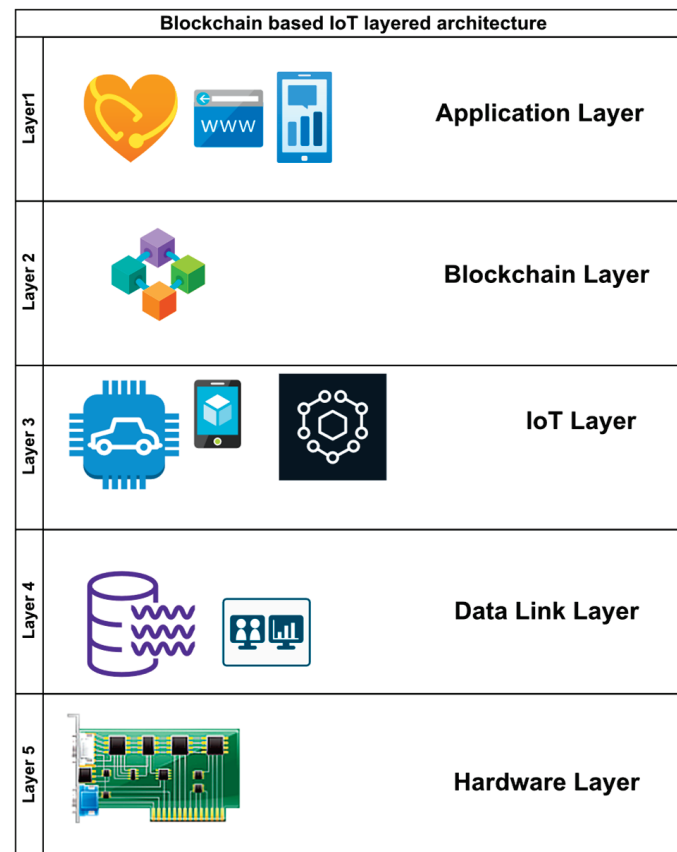 Blockchain based IoT layered architecture
Layer1
WWW
Application Layer
Layer 2
Blockchain Layer
Layer 3
IoT Layer
Layer 4
Data Link Layer
Layer 5
Hardware Layer